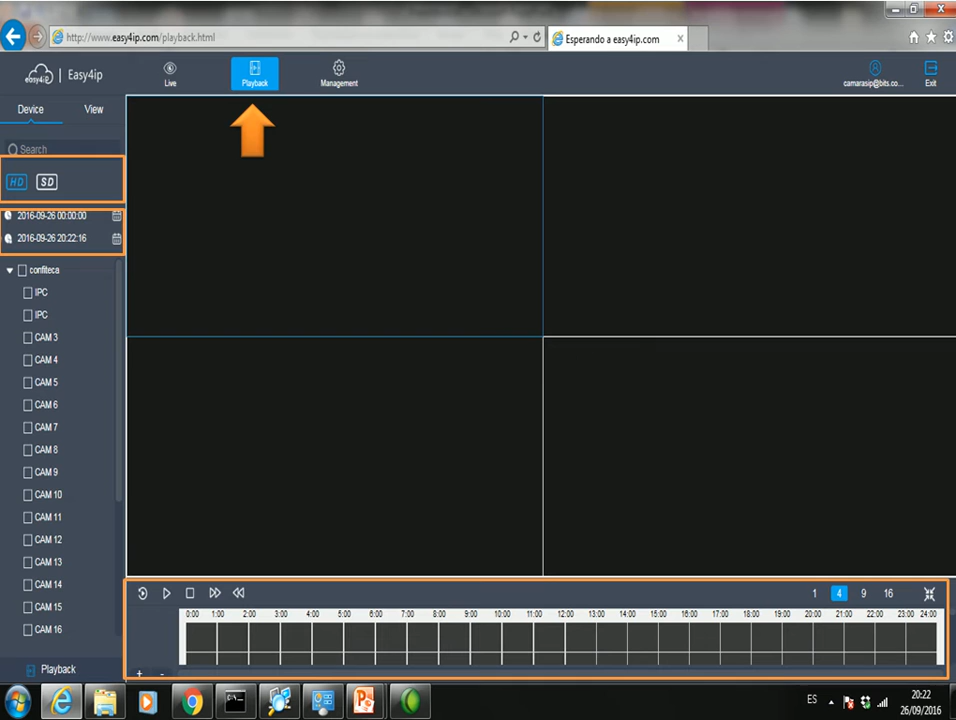 http://www.easy4ip.com/playback.html
Esperando a easy4ip.com
easy4ip | Easy4ip
Live
Playback
Management
camarasip@bits.co...
Exit
Device
View
Search
HD
SD
2016-09-26 00:00:00
2016-09-26 20:22:16
confiteca
IPC
IPC
CAM 3
CAM 4
CAM 5
CAM 6
CAM 7
CAM 8
CAM 9
CAM 10
CAM 11
CAM 12
CAM 13
CAM 14
CAM 15
CAM 16
Playback
1 4 9 16
0:00 1:00 2:00 3:00 4:00 5:00 6:00 7:00 8:00 9:00 10:00 11:00 12:00 13:00 14:00 15:00 16:00 17:00 18:00 19:00 20:00 21:00 22:00 23:00 24:00
+ -
ES
20:22
26/09/2016